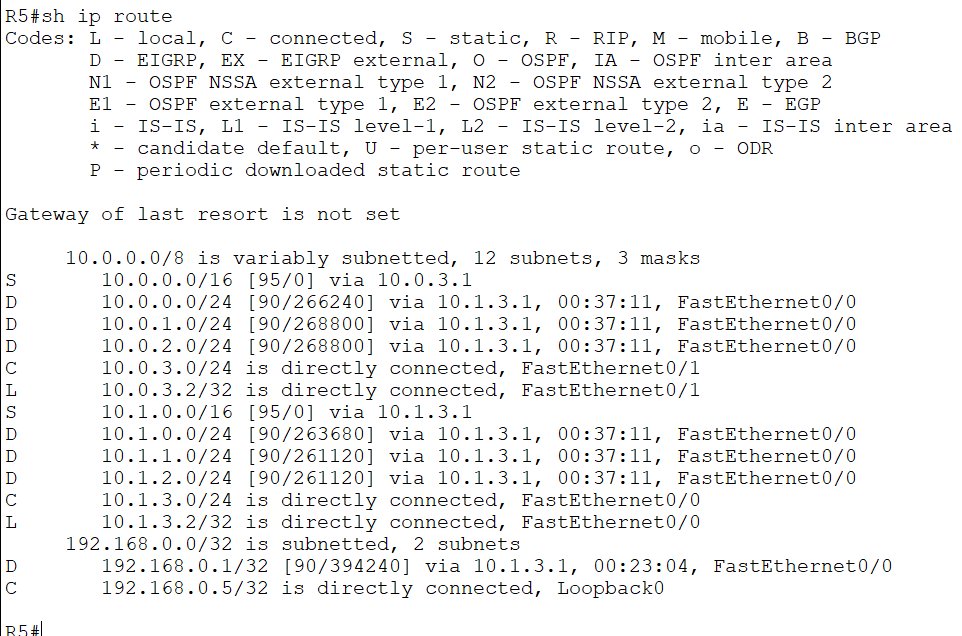 R5#sh ip route
Codes: L - local, C - connected, S - static, R - RIP, M - mobile, B - BGP
       D - EIGRP, EX - EIGRP external, O - OSPF, IA - OSPF inter area
       N1 - OSPF NSSA external type 1, N2 - OSPF NSSA external type 2
       E1 - OSPF external type 1, E2 - OSPF external type 2, E - EGP
       i - IS-IS, L1 - IS-IS level-1, L2 - IS-IS level-2, ia - IS-IS inter area
       * - candidate default, U - per-user static route, o - ODR
       P - periodic downloaded static route

Gateway of last resort is not set

     10.0.0.0/8 is variably subnetted, 12 subnets, 3 masks
S       10.0.0.0/16 [95/0] via 10.0.3.1
D       10.0.0.0/24 [90/266240] via 10.1.3.1, 00:37:11, FastEthernet0/0
D       10.0.1.0/24 [90/268800] via 10.1.3.1, 00:37:11, FastEthernet0/0
D       10.0.2.0/24 [90/268800] via 10.1.3.1, 00:37:11, FastEthernet0/0
C       10.0.3.0/24 is directly connected, FastEthernet0/1
L       10.0.3.2/32 is directly connected, FastEthernet0/1
S       10.1.0.0/16 [95/0] via 10.1.3.1
D       10.1.0.0/24 [90/263680] via 10.1.3.1, 00:37:11, FastEthernet0/0
D       10.1.1.0/24 [90/261120] via 10.1.3.1, 00:37:11, FastEthernet0/0
D       10.1.2.0/24 [90/261120] via 10.1.3.1, 00:37:11, FastEthernet0/0
C       10.1.3.0/24 is directly connected, FastEthernet0/0
L       10.1.3.2/32 is directly connected, FastEthernet0/0
     192.168.0.0/32 is subnetted, 2 subnets
D       192.168.0.1/32 [90/394240] via 10.1.3.1, 00:23:04, FastEthernet0/0
C       192.168.0.5/32 is directly connected, Loopback0

R5#